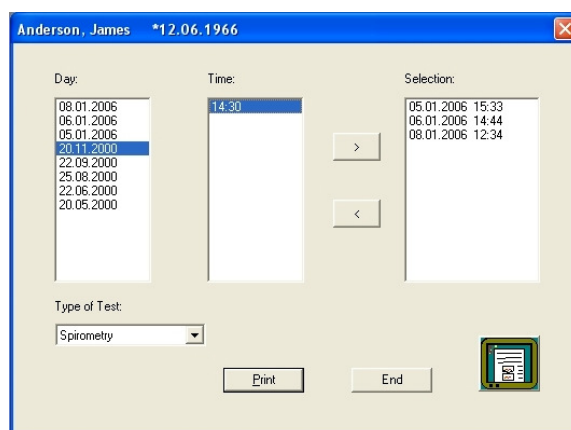 Anderson, James *12.06.1966
Day:
Time:
Selection:
08.01.2006
06.01.2006
05.01.2006
20.11.2000
22.09.2000
25.08.2000
22.06.2000
20.05.2000
14:30
05.01.2006 15:33
06.01.2006 14:44
08.01.2006 12:34
>
<
Type of Test:
Spirometry
Print
End